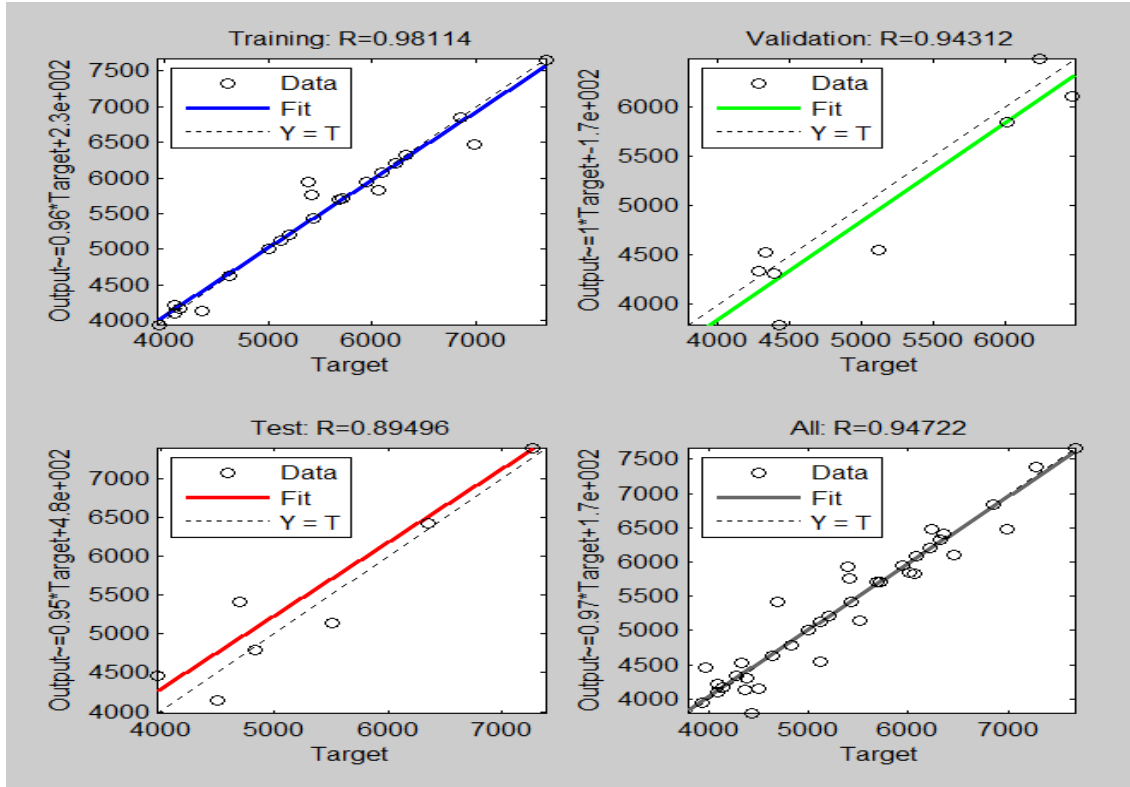 Training: R=0.98114
Output~=0.96*Target+2.3e+002
7500
7000
6500
6000
5500
5000
4500
4000
Data
Fit
Y = T
4000 5000 6000 7000
Target
Validation: R=0.94312
Output~=1*Target+-1.7e+002
6000
5500
5000
4500
4000
Data
Fit
Y = T
4000 4500 5000 5500 6000
Target
Test: R=0.89496
Output~=0.95*Target+4.8e+002
7000
6500
6000
5500
5000
4500
4000
Data
Fit
Y = T
4000 5000 6000 7000
Target
All: R=0.94722
Output~=0.97*Target+1.7e+002
7500
7000
6500
6000
5500
5000
4500
4000
Data
Fit
Y = T
4000 5000 6000 7000
Target